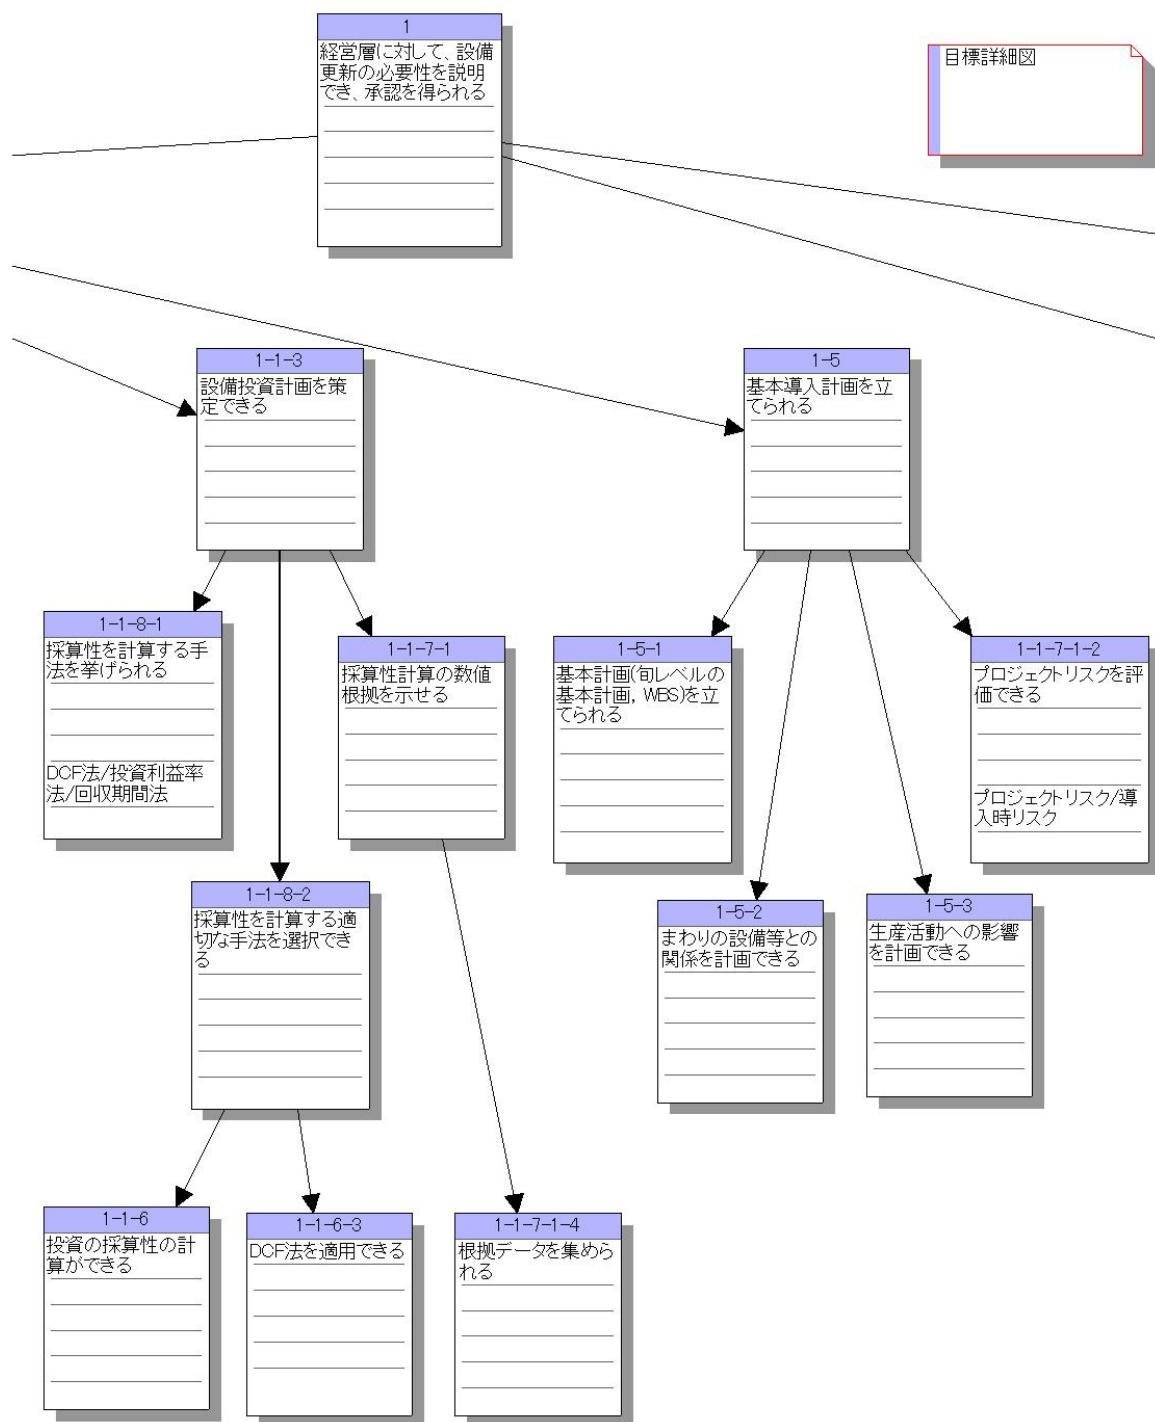 1
経営層に対して、設備
更新の必要性を説明
でき、承認を得られる
目標詳細図
1-1-3
設備投資計画を策
定できる
1-5
基本導入計画を立
てられる
1-1-8-1
採算性を計算する手
法を挙げられる
DCF法/投資利益率
法/回収期間法
1-1-7-1
採算性計算の数値
根拠を示せる
1-5-1
基本計画(旬レベルの
基本計画, WBS)を立
てられる
1-1-7-1-2
プロジェクトリスクを評
価できる
プロジェクトリスク/導
入時リスク
1-1-8-2
採算性を計算する適
切な手法を選択でき
る
1-5-2
まわりの設備等との
関係を計画できる
1-5-3
生産活動への影響
を計画できる
1-1-6
投資の採算性の計
算ができる
1-1-6-3
DCF法を適用できる
1-1-7-1-4
根拠データを集めら
れる